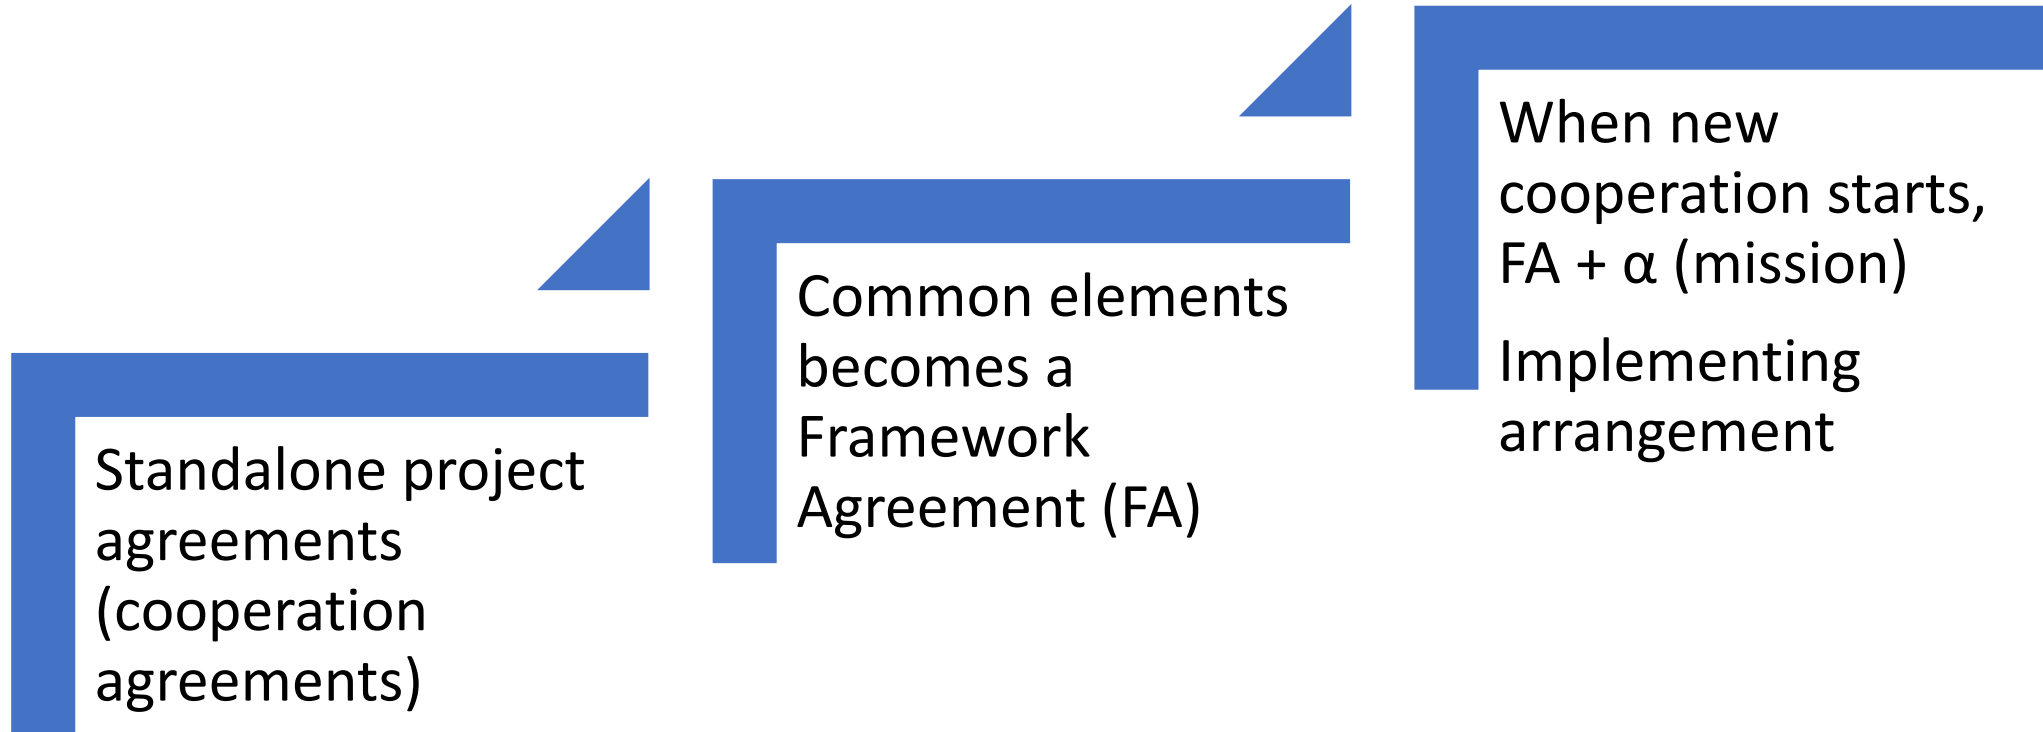 Standalone project
agreements
(cooperation
agreements)
Common elements
becomes a
Framework
Agreement (FA)
When new
cooperation starts,
FA + α (mission)
Implementing
arrangement